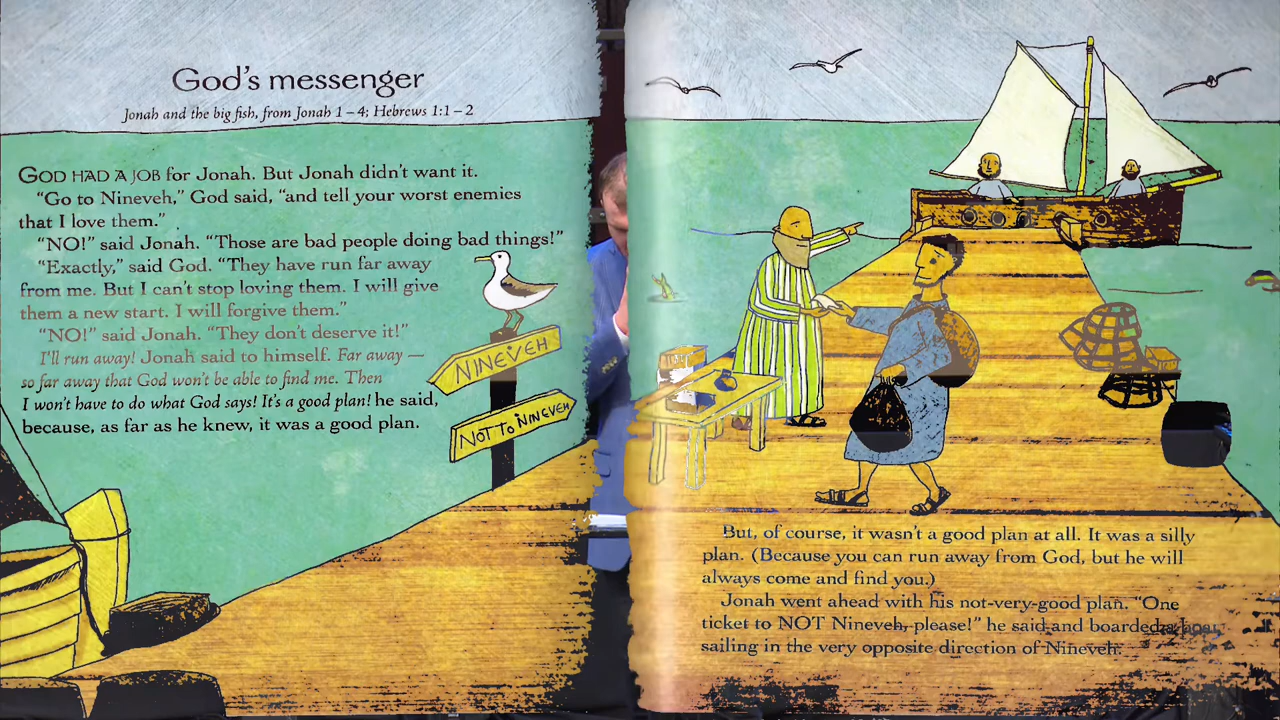 God's messenger
Jonah and the big fish, from Jonah 1 – 4; Hebrews 1:1 – 2
GOD HAD A JOB for Jonah. But Jonah didn't want it.
"Go to Nineveh," God said, "and tell your worst enemies
that I love them."
"NO!" said Jonah. "Those are bad people doing bad things!"
"Exactly," said God. "They have run far away
from me. But I can't stop loving them. I will give
them a new start. I will forgive them."
"NO!" said Jonah. "They don't deserve it!"
I'll run away! Jonah said to himself. Far away —
so far away that God won't be able to find me. Then
I won't have to do what God says! It's a good plan! he said,
because, as far as he knew, it was a good plan.
NINEVEH
NOT TO NINEVEH
But, of course, it wasn't a good plan at all. It was a silly
plan. (Because you can run away from God, but he will
always come and find you.)
Jonah went ahead with his not-very-good plan. "One
ticket to NOT Nineveh, please!" he said and boarded a boat
sailing in the very opposite direction of Nineveh.